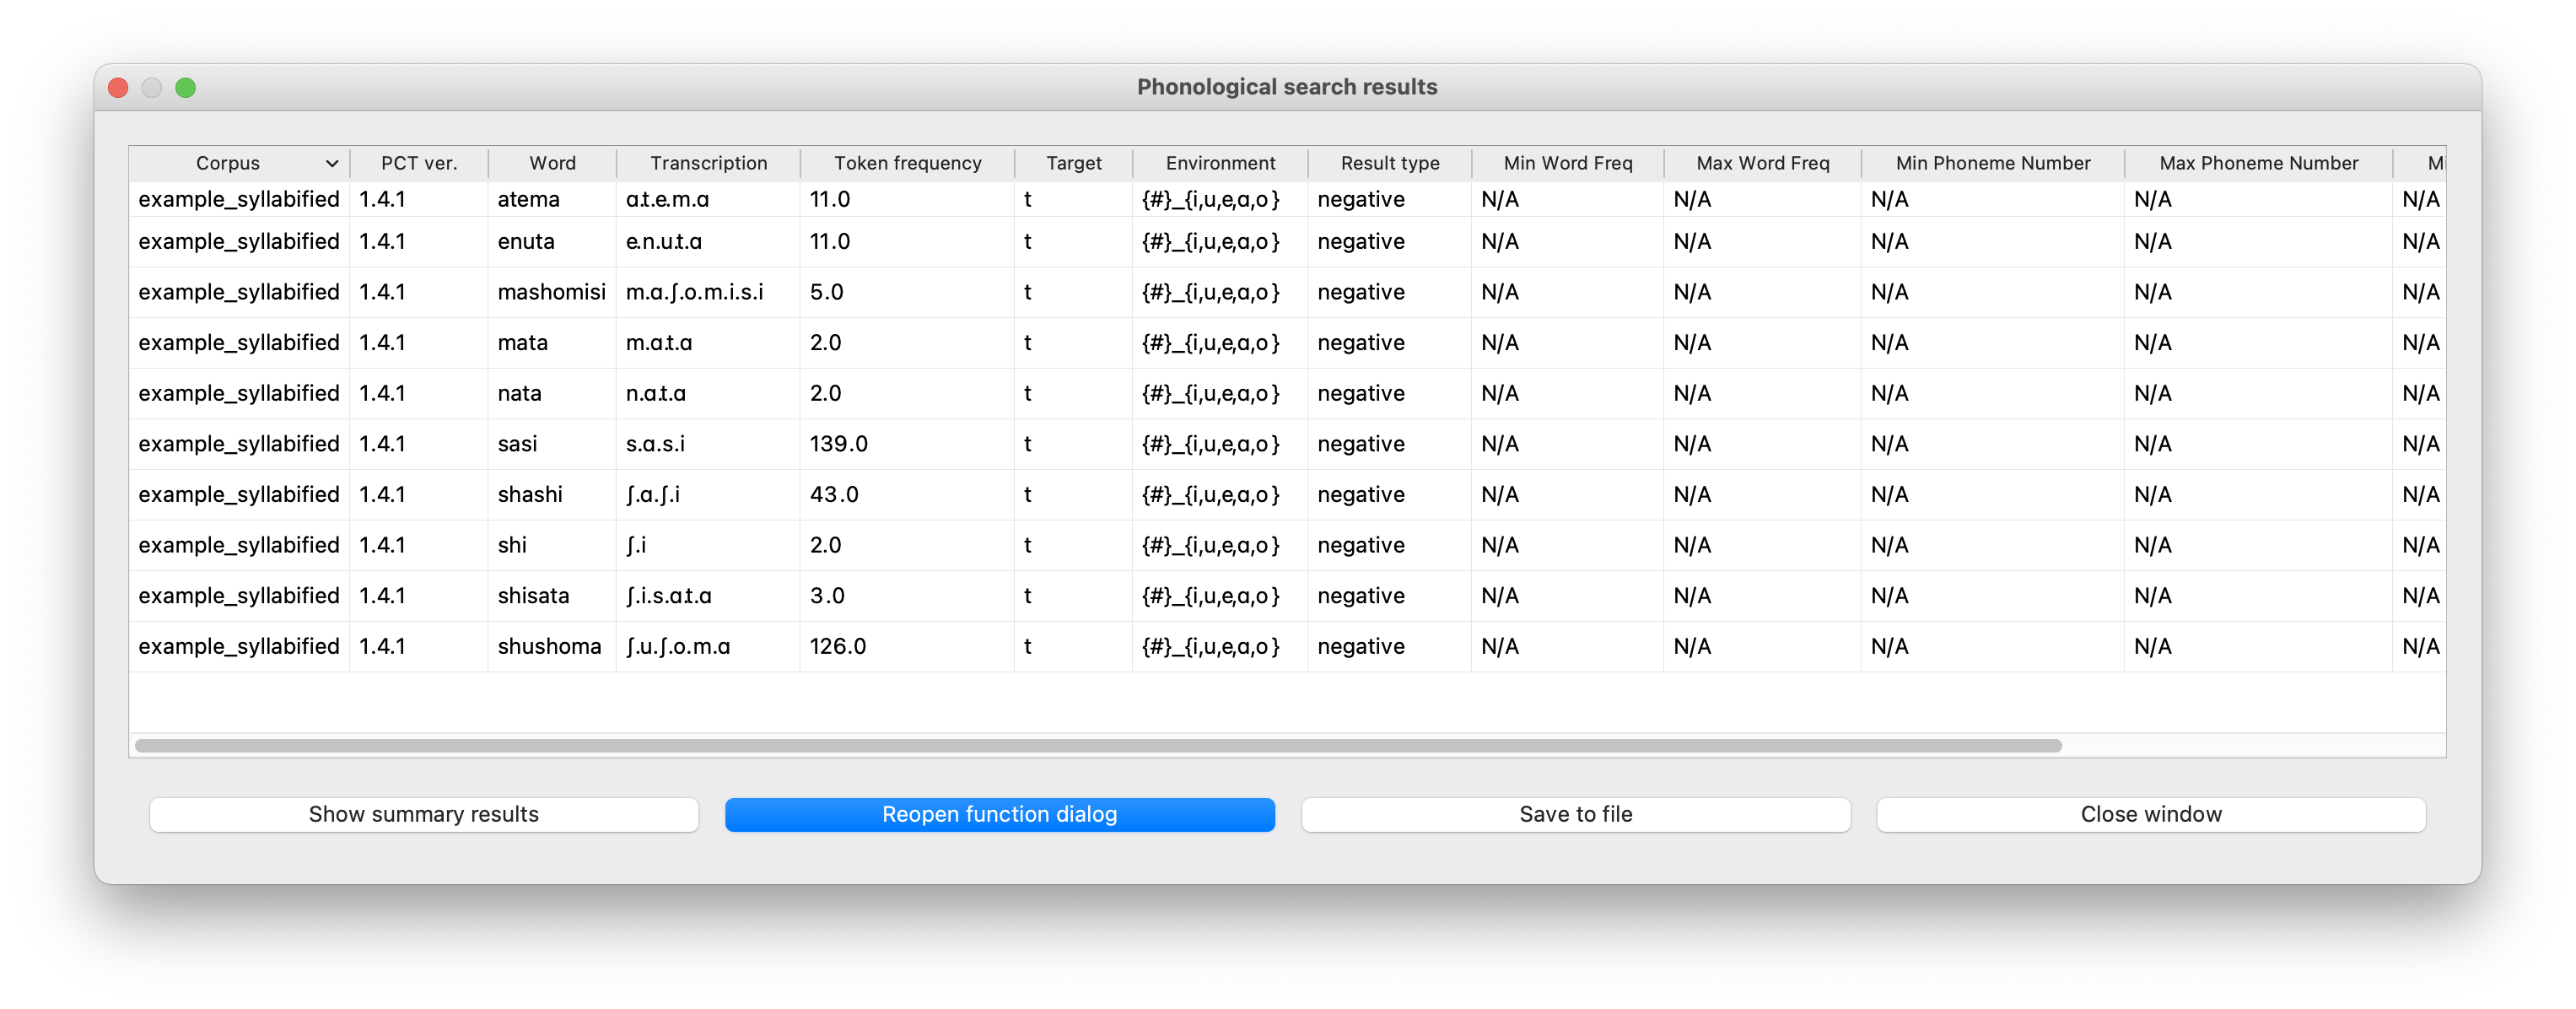 Phonological search results
Corpus PCT ver. Word Transcription Token frequency Target Environment Result type Min Word Freq Max Word Freq Min Phoneme Number Max Phoneme Number
example_syllabified 1.4.1 atema ɑ.t.e.m.ɑ 11.0 t {#}_{i,u,e,ɑ,o} negative N/A N/A N/A N/A N/A
example_syllabified 1.4.1 enuta e.n.u.t.ɑ 11.0 t {#}_{i,u,e,ɑ,o} negative N/A N/A N/A N/A N/A
example_syllabified 1.4.1 mashomisi m.ɑ.ʃ.o.m.i.s.i 5.0 t {#}_{i,u,e,ɑ,o} negative N/A N/A N/A N/A N/A
example_syllabified 1.4.1 mata m.ɑ.t.ɑ 2.0 t {#}_{i,u,e,ɑ,o} negative N/A N/A N/A N/A N/A
example_syllabified 1.4.1 nata n.ɑ.t.ɑ 2.0 t {#}_{i,u,e,ɑ,o} negative N/A N/A N/A N/A N/A
example_syllabified 1.4.1 sasi s.ɑ.s.i 139.0 t {#}_{i,u,e,ɑ,o} negative N/A N/A N/A N/A N/A
example_syllabified 1.4.1 shashi ʃ.ɑ.ʃ.i 43.0 t {#}_{i,u,e,ɑ,o} negative N/A N/A N/A N/A N/A
example_syllabified 1.4.1 shi ʃ.i 2.0 t {#}_{i,u,e,ɑ,o} negative N/A N/A N/A N/A N/A
example_syllabified 1.4.1 shisata ʃ.i.s.ɑ.t.ɑ 3.0 t {#}_{i,u,e,ɑ,o} negative N/A N/A N/A N/A N/A
example_syllabified 1.4.1 shushoma ʃ.u.ʃ.o.m.ɑ 126.0 t {#}_{i,u,e,ɑ,o} negative N/A N/A N/A N/A N/A
Show summary results Reopen function dialog Save to file Close window